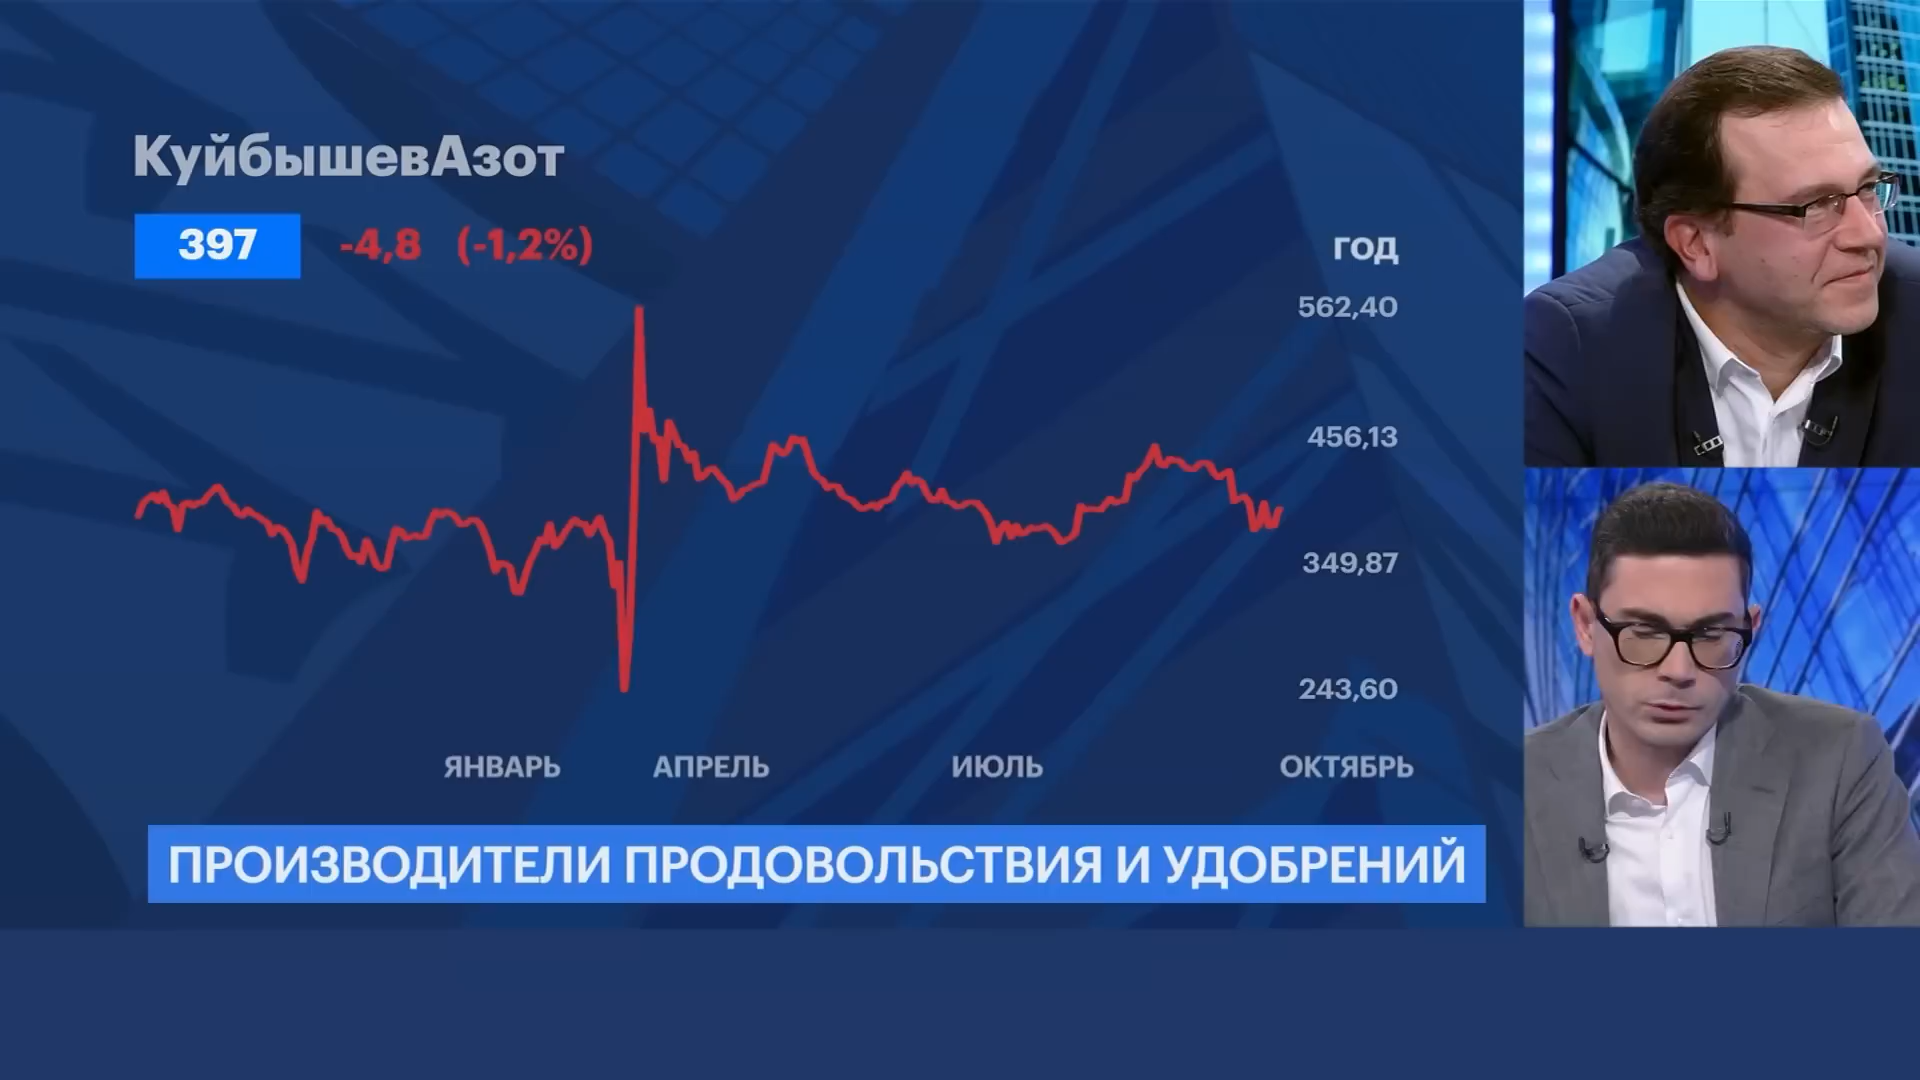 КуйбышевАзот
397 -4,8 (-1,2%)
ГОД
562,40
456,13
349,87
243,60
ЯНВАРЬ АПРЕЛЬ ИЮЛЬ ОКТЯБРЬ
ПРОИЗВОДИТЕЛИ ПРОДОВОЛЬСТВИЯ И УДОБРЕНИЙ